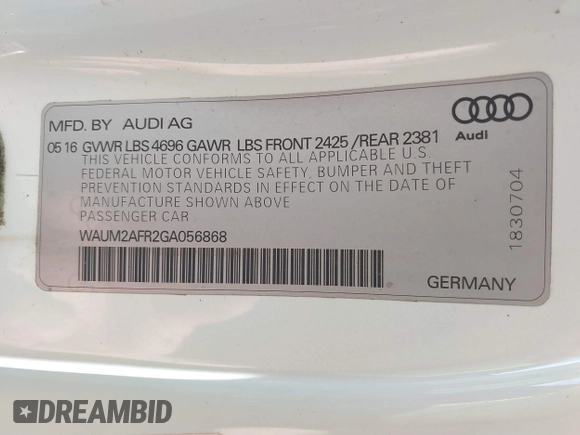 MFD. BY AUDI AG
05 16 GVWR LBS 4696 GAWR LBS FRONT 2425 /REAR 2381
THIS VEHICLE CONFORMS TO ALL APPLICABLE U.S.
FEDERAL MOTOR VEHICLE SAFETY, BUMPER AND THEFT
PREVENTION STANDARDS IN EFFECT ON THE DATE OF
MANUFACTURE SHOWN ABOVE
PASSENGER CAR
WAUM2AFR2GA056868
Audi
1830704
GERMANY
DREAMBID